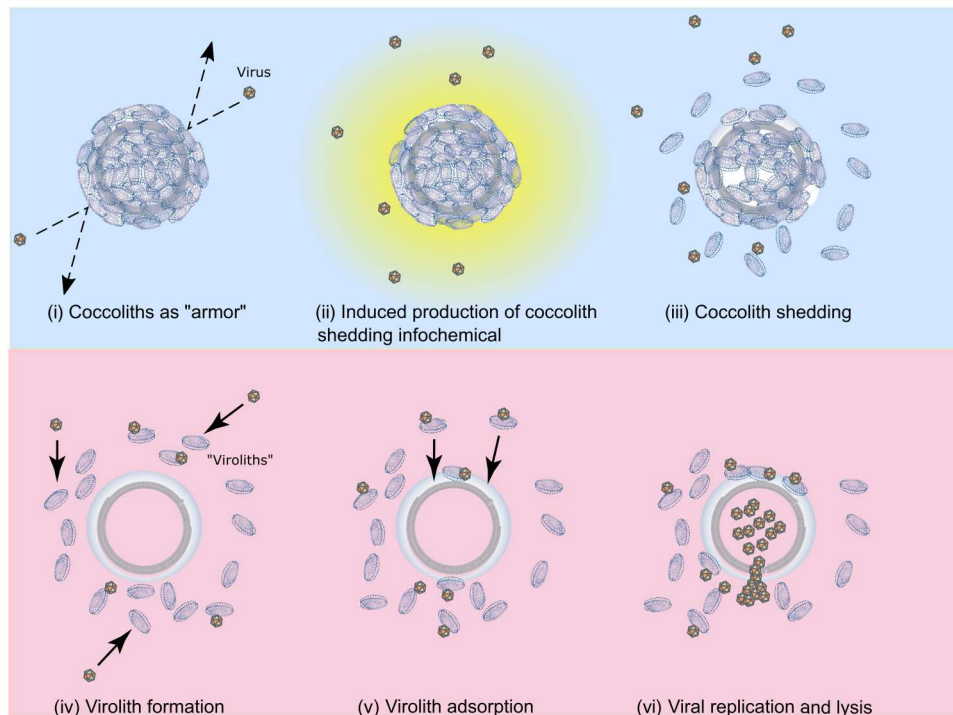 Virus
(i) Coccoliths as "armor"
(ii) Induced production of coccolith
shedding infochemical
(iii) Coccolith shedding
"Viroliths"
(iv) Virolith formation
(v) Virolith adsorption
(vi) Viral replication and lysis